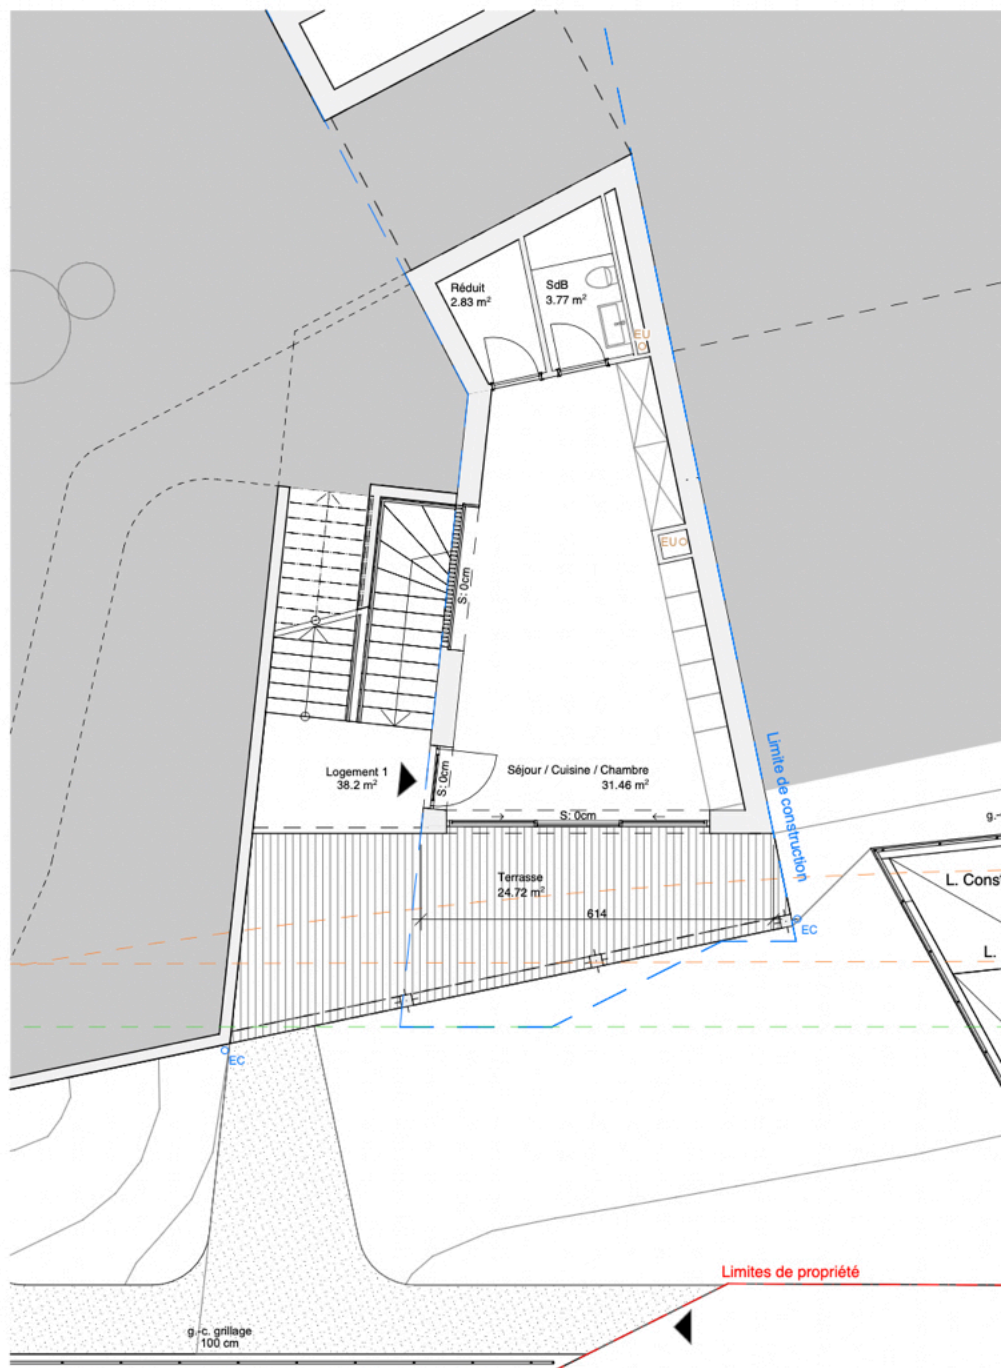 Réduit
2.83 m²
SdB
3.77 m²
EU
EU
S: 0cm
Logement 1
38.2 m²
S: 0cm
Séjour / Cuisine / Chambre
31.46 m²
S: 0cm
Limite de construction
g.-
Terrasse
24.72 m²
L. Cons
614
EC
L.
EC
Limites de propriété
g.-c. grillage
100 cm